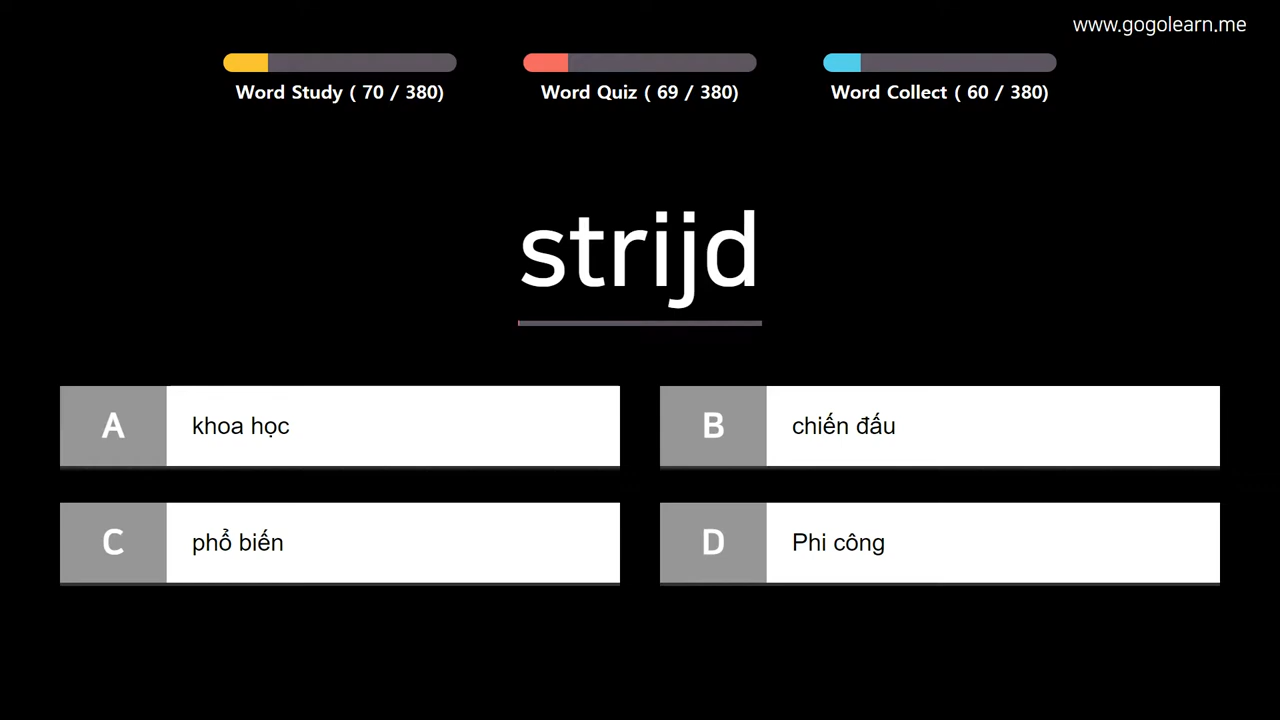 www.gogolearn.me
Word Study ( 70 / 380)
Word Quiz ( 69 / 380)
Word Collect ( 60 / 380)
strijd
A khoa học
B chiến đấu
C phổ biến
D Phi công